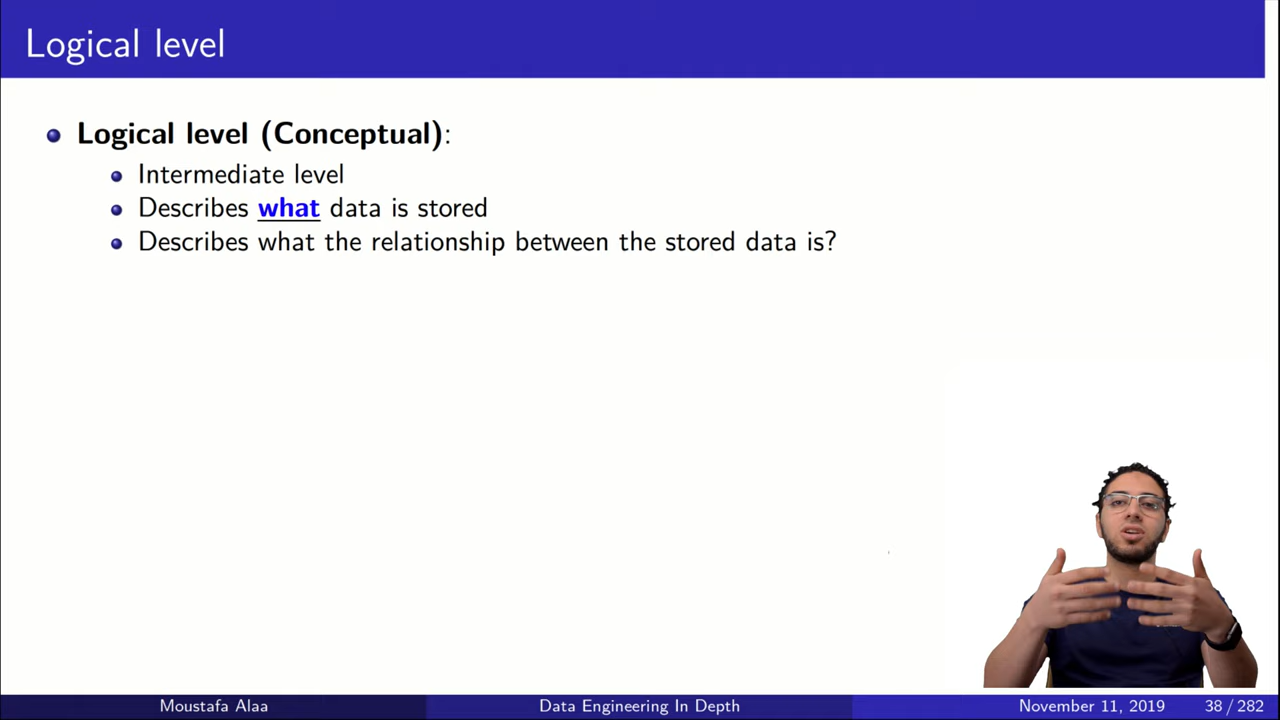 Logical level
Logical level (Conceptual):
Intermediate level
Describes what data is stored
Describes what the relationship between the stored data is?
Moustafa Alaa
Data Engineering In Depth
November 11, 2019
38 / 282